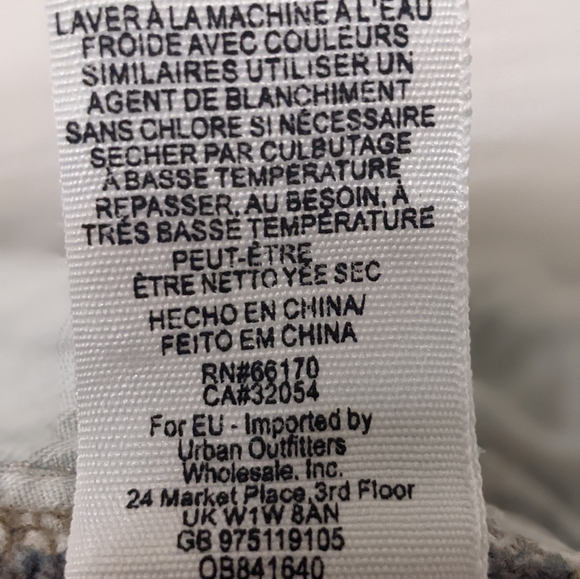 LAVER À LA MACHINE A L'EAU
FROIDE AVEC COULEURS
SIMILAIRES UTILISER UN
AGENT DE BLANCHIMENT
SANS CHLORE SI NÉCESSAIRE
SECHER PAR CULBUTAGE
À BASSE TEMPÉRATURE
REPASSER, AU BESOIN, À
TRÉS BASSE TEMPÉRATURE
PEUT-ÊTRE
ÊTRE NETTOYÉE SEC
HECHO EN CHINA/
FEITO EM CHINA
RN#66170
CA#32054
For EU - Imported by
Urban Outfitters
Wholesale, Inc.
24 Market Place, 3rd Floor
UK W1W 8AN
GB 975119105
OB841640